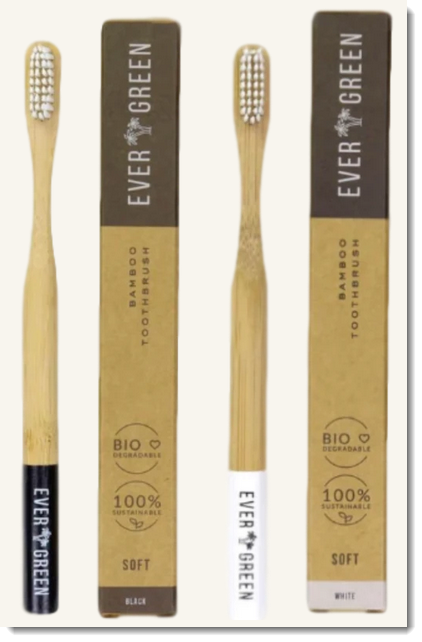 EVER GREEN
EVER GREEN
BAMBOO
TOOTHBRUSH
BIO
DEGRADABLE
100%
SUSTAINABLE
SOFT
BLACK
EVER GREEN
EVER GREEN
BAMBOO
TOOTHBRUSH
BIO
DEGRADABLE
100%
SUSTAINABLE
SOFT
WHITE